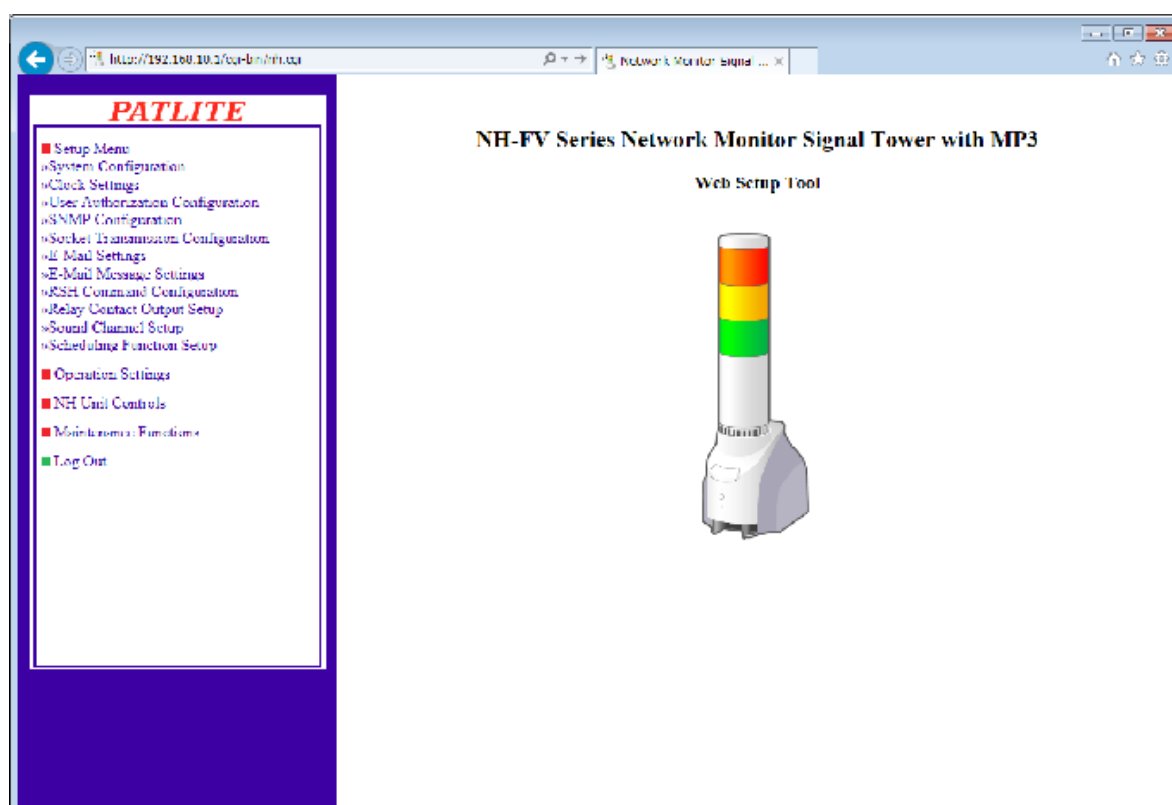 http://192.168.10.1/cgi-bin/nh.cgi
Network Monitor Signal ...
PATLITE
Setup Menu
»System Configuration
»Clock Settings
»User Authorization Configuration
»SNMP Configuration
»Socket Transmission Configuration
»E-Mail Settings
»E-Mail Message Settings
»RSH Command Configuration
»Relay Contact Output Setup
»Sound Channel Setup
»Scheduling Function Setup
Operation Settings
NH Unit Controls
Maintenance Functions
Log Out
NH-FV Series Network Monitor Signal Tower with MP3
Web Setup Tool